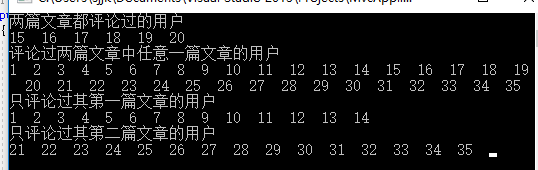 两篇文章都评论过的用户
15 16 17 18 19 20
评论过两篇文章中任意一篇文章的用户
1 2 3 4 5 6 7 8 9 10 11 12 13 14 15 16 17 18 19
20 21 22 23 24 25 26 27 28 29 30 31 32 33 34 35
只评论过其第一篇文章的用户
1 2 3 4 5 6 7 8 9 10 11 12 13 14
只评论过其第二篇文章的用户
21 22 23 24 25 26 27 28 29 30 31 32 33 34 35